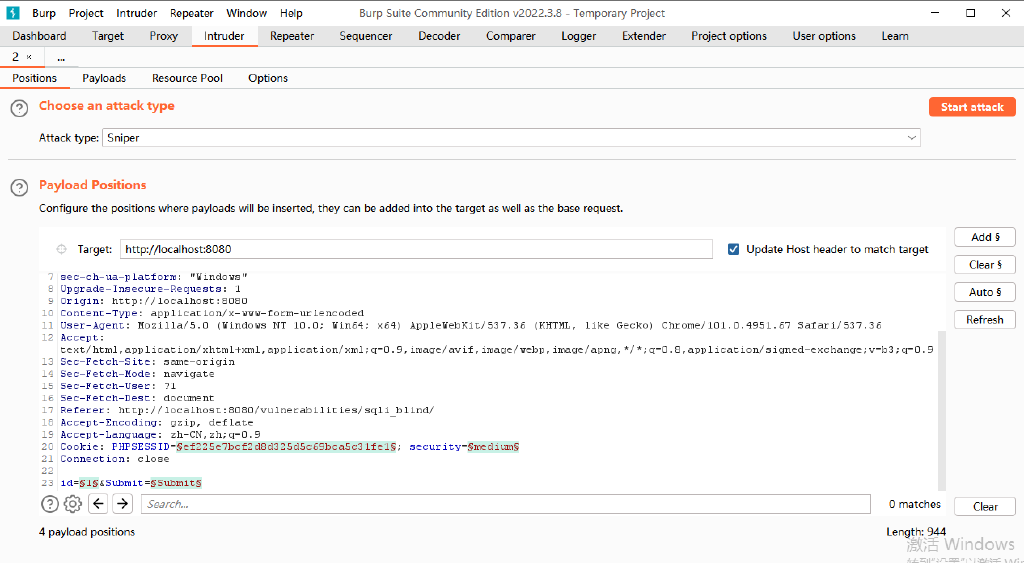 Burp Project Intruder Repeater Window Help Burp Suite Community Edition v2022.3.8 - Temporary Project
Dashboard Target Proxy Intruder Repeater Sequencer Decoder Comparer Logger Extender Project options User options Learn
2 × ...
Positions Payloads Resource Pool Options
Choose an attack type
Start attack
Attack type: Sniper
Payload Positions
Configure the positions where payloads will be inserted, they can be added into the target as well as the base request.
Target: http://localhost:8080 Update Host header to match target
Add §
Clear §
Auto §
Refresh
7 sec-ch-ua-platform: "Windows"
8 Upgrade-Insecure-Requests: 1
9 Origin: http://localhost:8080
10 Content-Type: application/x-www-form-urlencoded
11 User-Agent: Mozilla/5.0 (Windows NT 10.0; Win64; x64) AppleWebKit/537.36 (KHTML, like Gecko) Chrome/101.0.4951.67 Safari/537.36
12 Accept:
text/html,application/xhtml+xml,application/xml;q=0.9,image/avif,image/webp,image/apng,*/*;q=0.8,application/signed-exchange;v=b3;q=0.9
13 Sec-Fetch-Site: same-origin
14 Sec-Fetch-Mode: navigate
15 Sec-Fetch-User: ?1
16 Sec-Fetch-Dest: document
17 Referer: http://localhost:8080/vulnerabilities/sqli_blind/
18 Accept-Encoding: gzip, deflate
19 Accept-Language: zh-CN,zh;q=0.9
20 Cookie: PHPSESSID=§ef225e7bcf2d8d325d5c69bca5c31fe1§; security=§medium§
21 Connection: close
22
23 id=§1§&Submit=§Submit§
Search... 0 matches Clear
4 payload positions Length: 944
激活 Windows